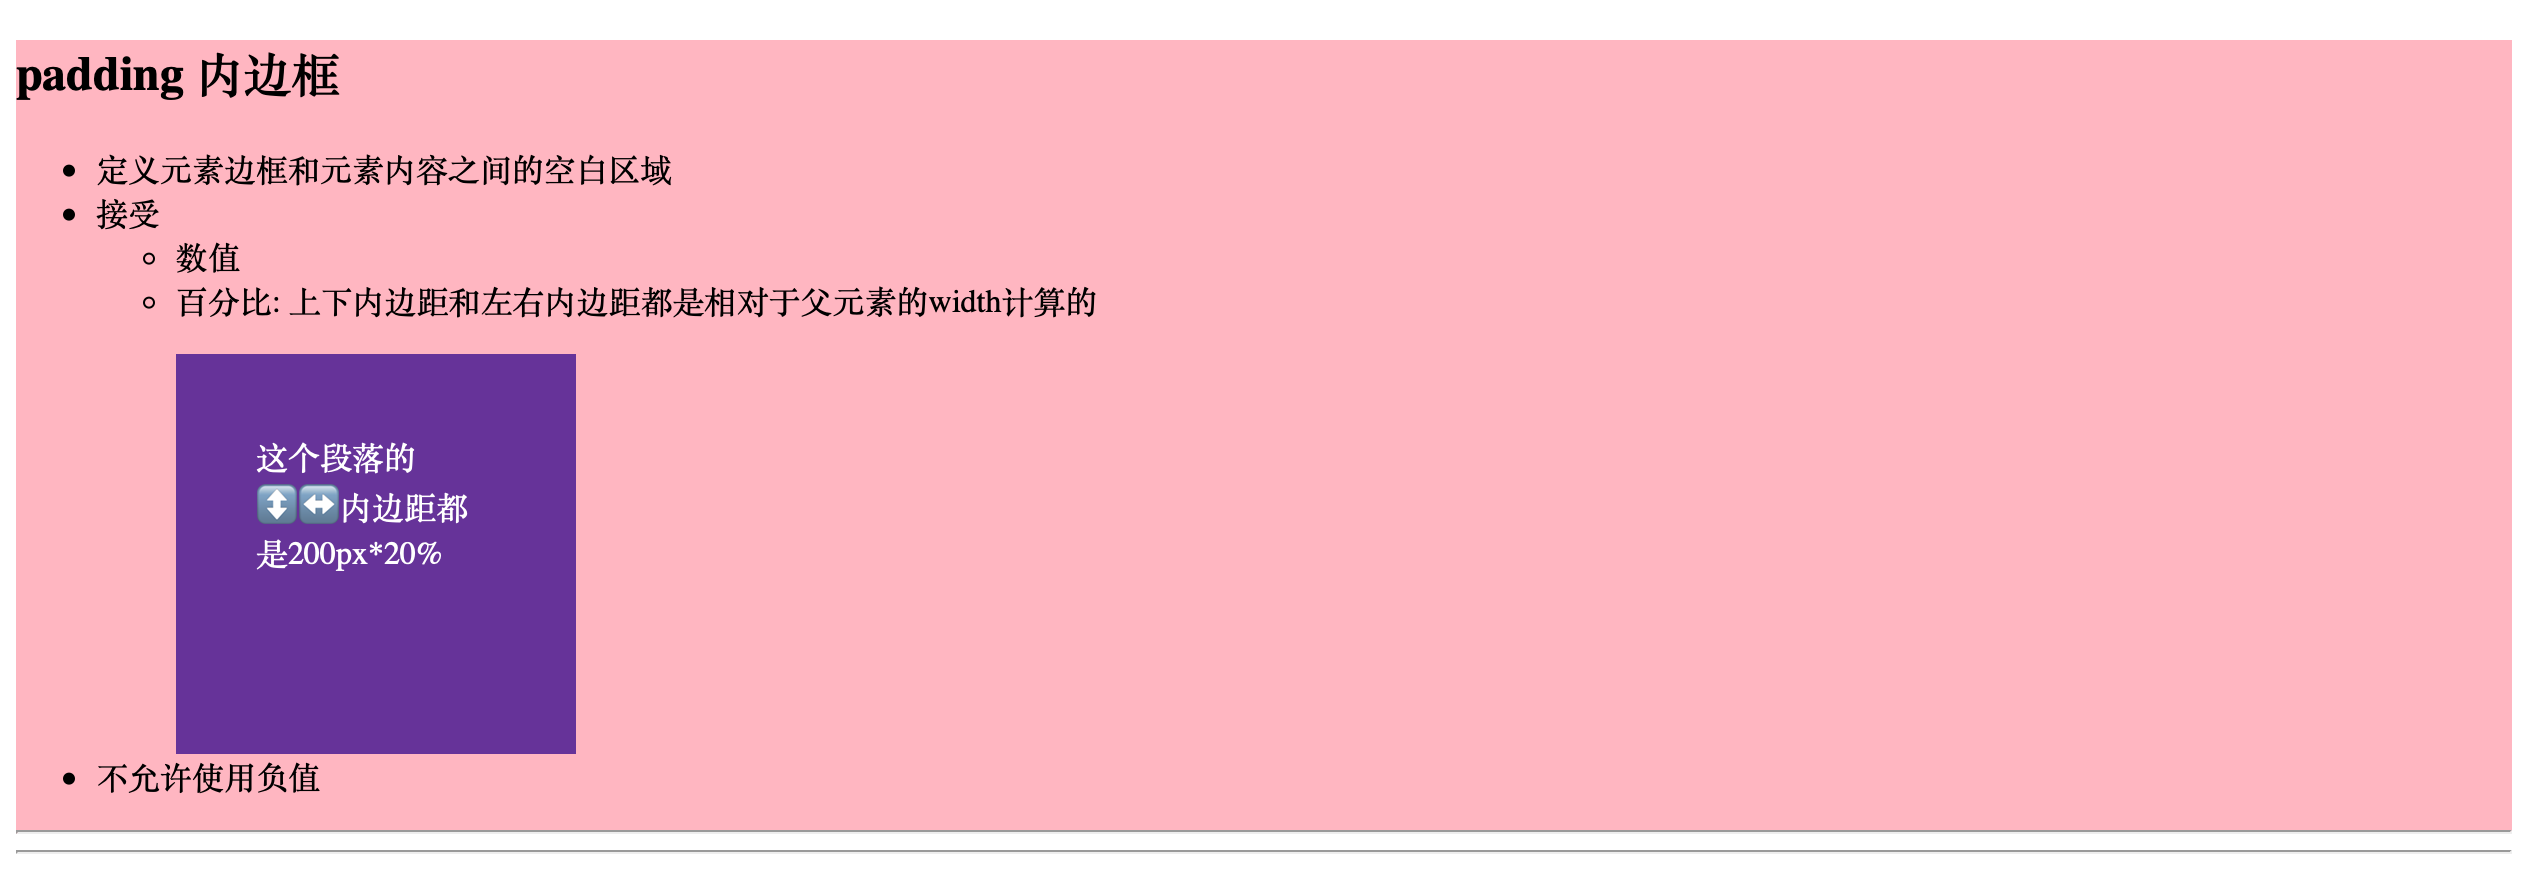 padding 内边框
定义元素边框和元素内容之间的空白区域
接受
数值
百分比: 上下内边距和左右内边距都是相对于父元素的width计算的
这个段落的
↕️↔️内边距都
是200px*20%
不允许使用负值